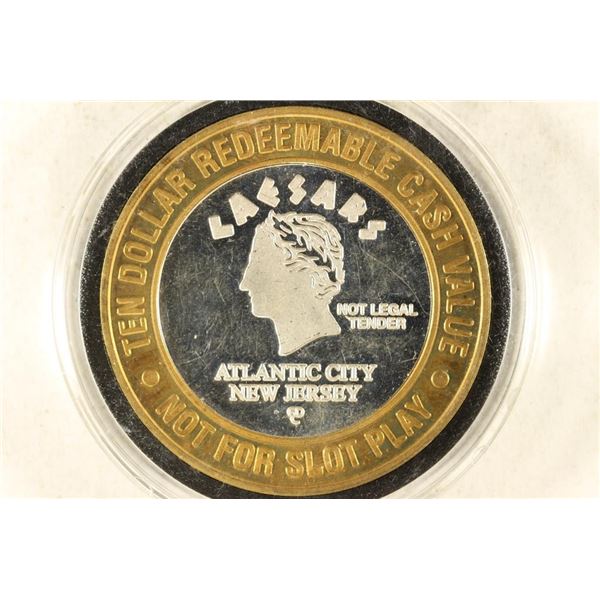 TEN DOLLAR REDEEMABLE CASH VALUE
CAESARS
NOT LEGAL
TENDER
ATLANTIC CITY
NEW JERSEY
NOT FOR SLOT PLAY